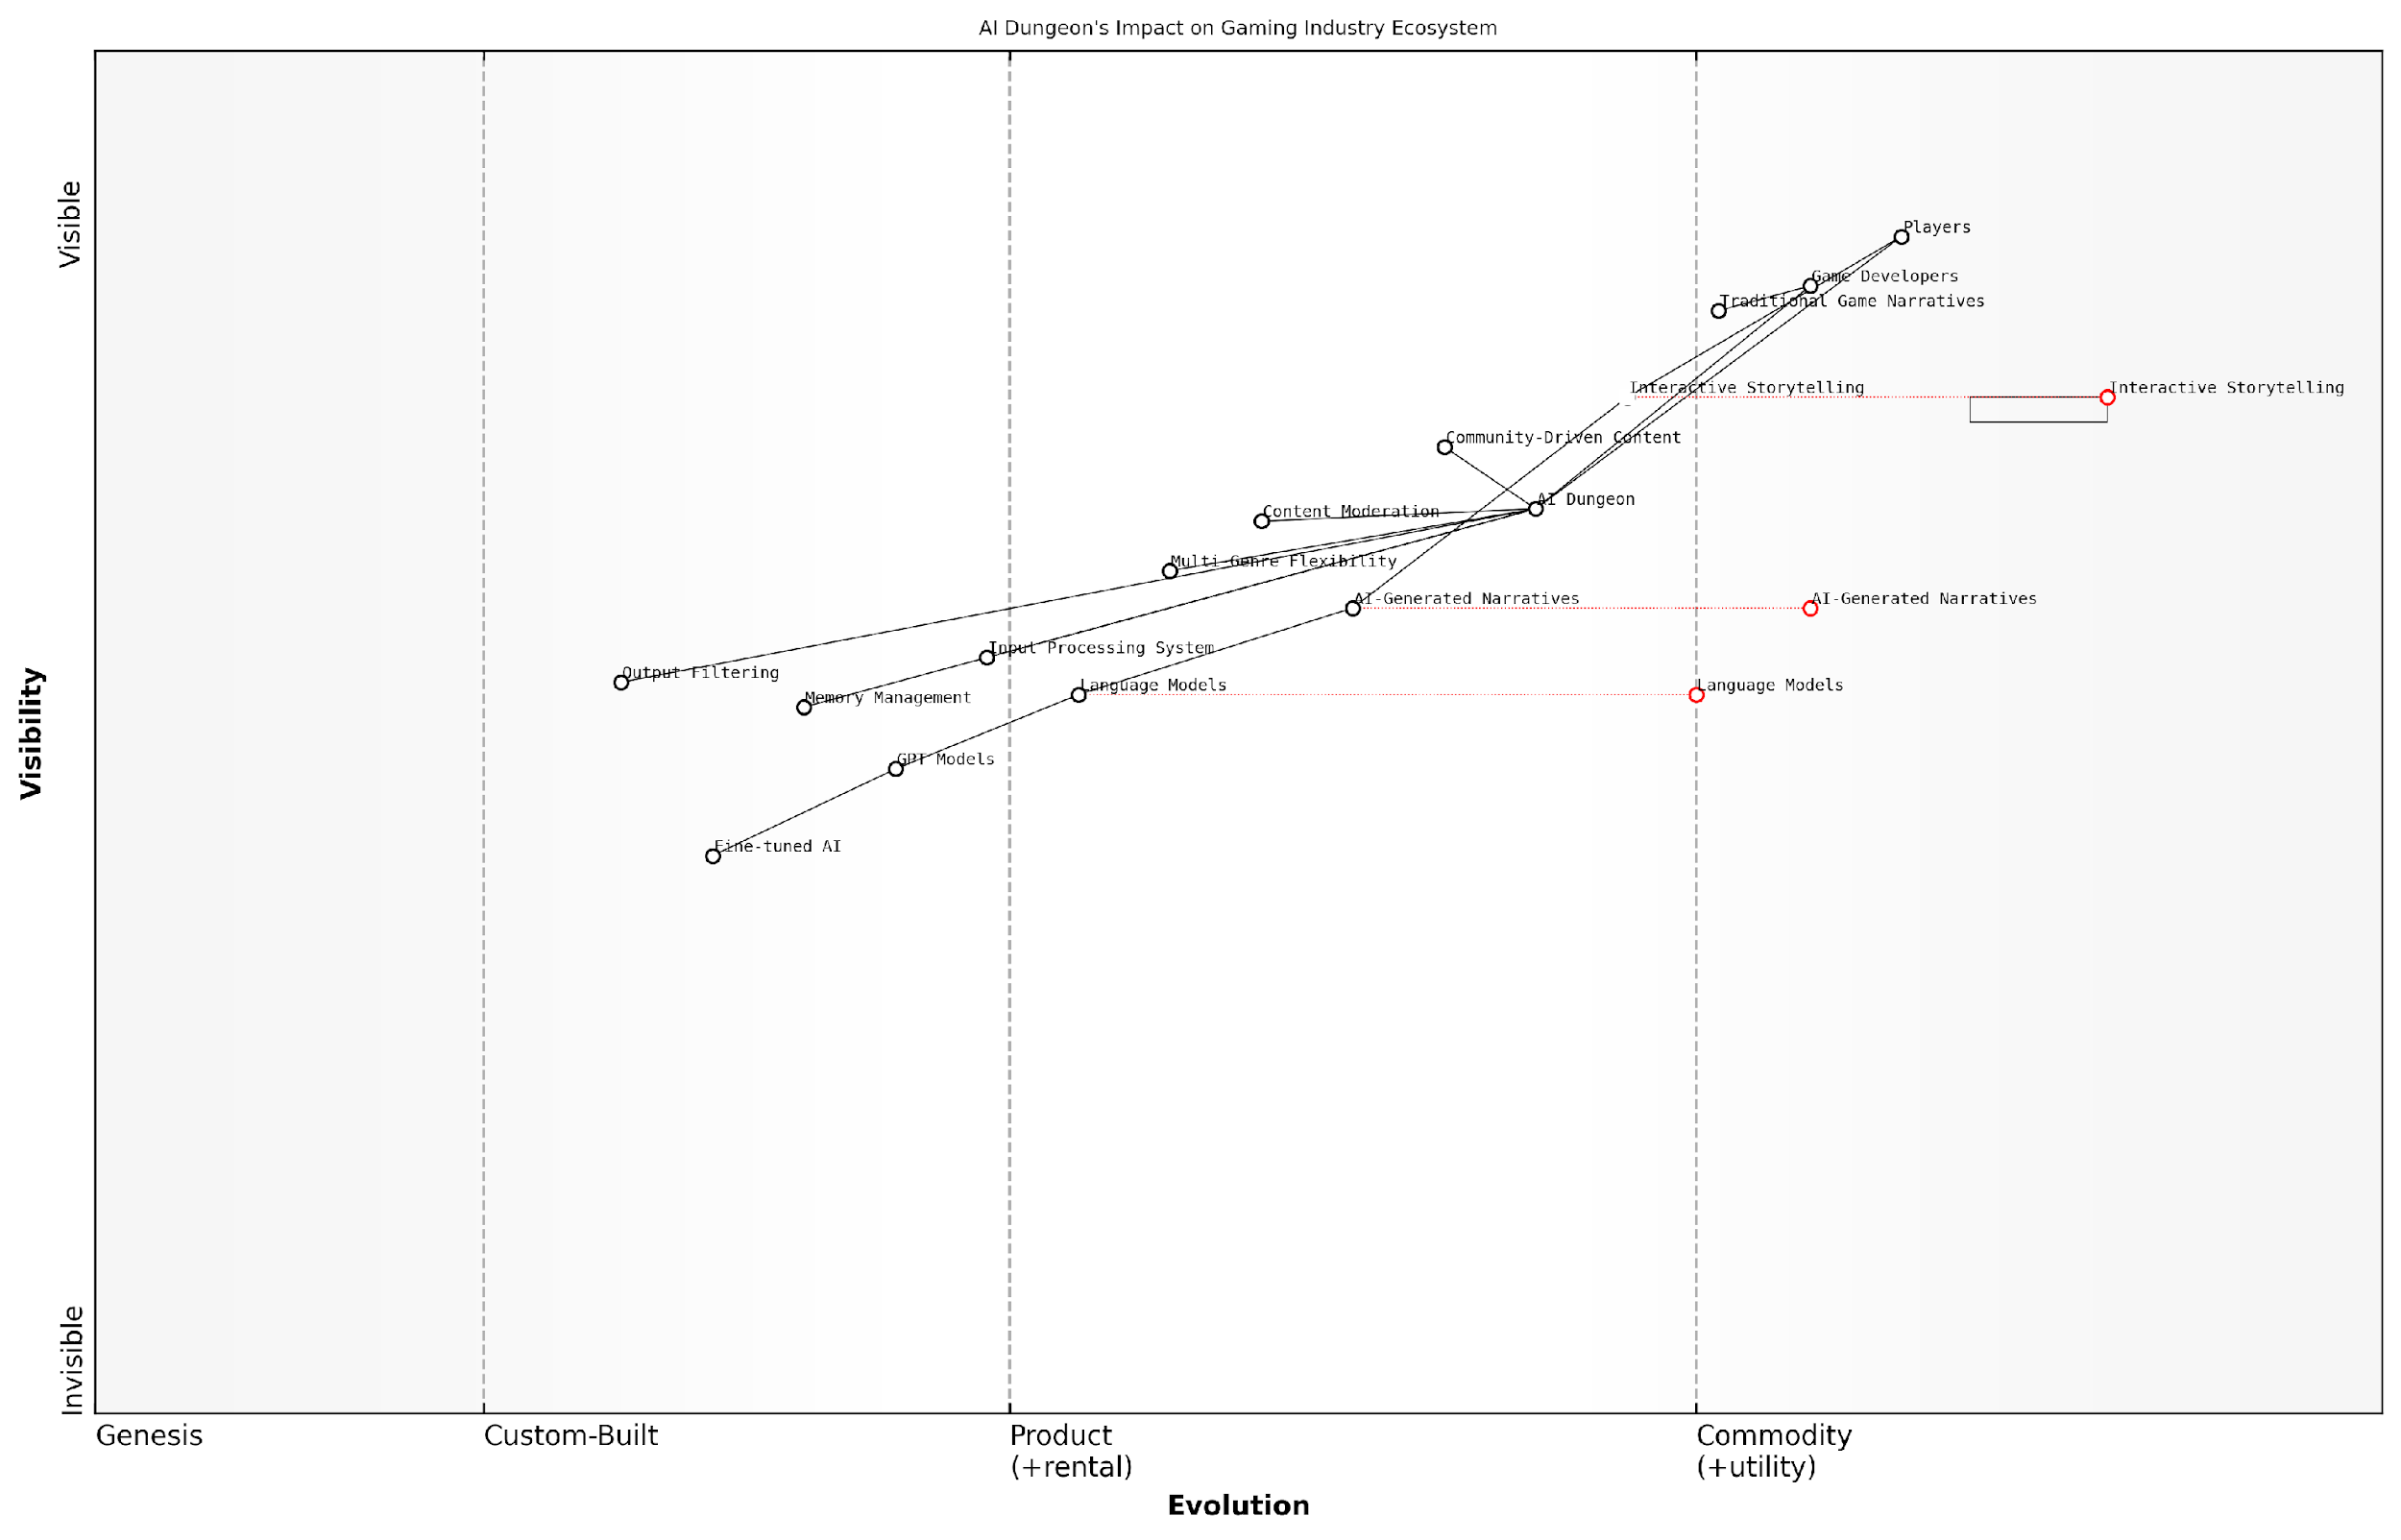 AI Dungeon's Impact on Gaming Industry Ecosystem
Visible
Players
Game Developers
Traditional Game Narratives
Interactive Storytelling
Interactive Storytelling
Community-Driven Content
AI Dungeon
Content Moderation
Multi-Genre Flexibility
AI-Generated Narratives
AI-Generated Narratives
Input Processing System
Output Filtering
Language Models
Language Models
Memory Management
GPT Models
Fine-tuned AI
Visibility
Invisible
Genesis
Custom-Built
Product
(+rental)
Commodity
(+utility)
Evolution